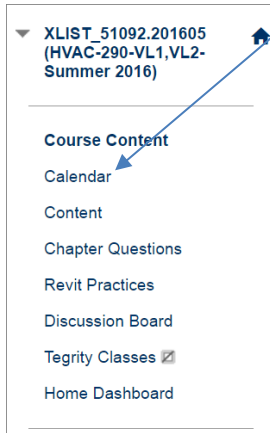 XLIST_51092.201605
(HVAC-290-VL1,VL2-
Summer 2016)
Course Content
Calendar
Content
Chapter Questions
Revit Practices
Discussion Board
Tegrity Classes
Home Dashboard